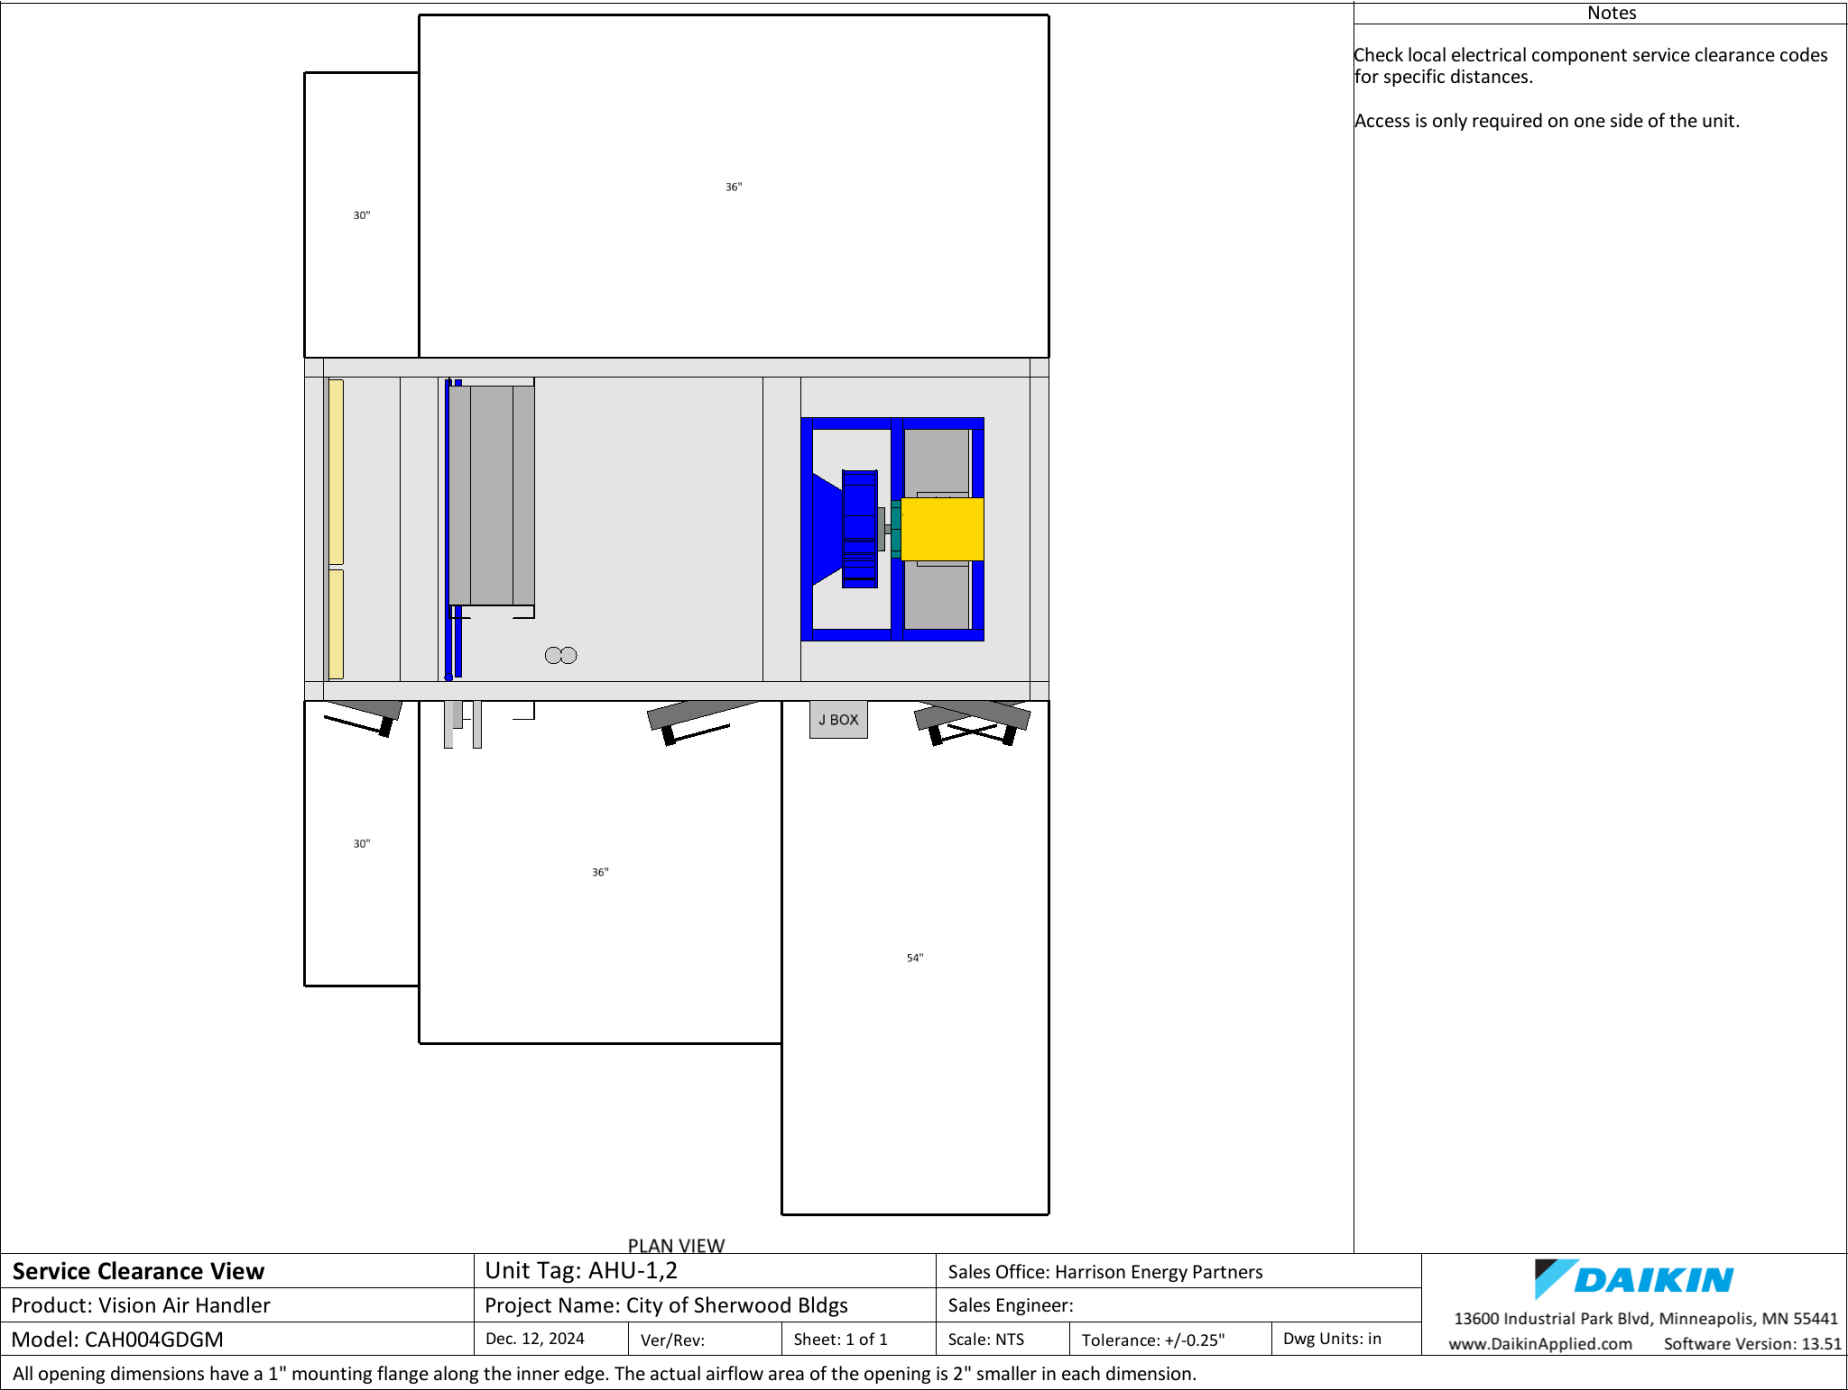 Notes
Check local electrical component service clearance codes
for specific distances.
Access is only required on one side of the unit.
36"
30"
J BOX
30"
36"
54"
PLAN VIEW
Service Clearance View
Unit Tag: AHU-1,2
Sales Office: Harrison Energy Partners
Product: Vision Air Handler
Project Name: City of Sherwood Bldgs
Sales Engineer:
Model: CAH004GDGM
Dec. 12, 2024
Ver/Rev:
Sheet: 1 of 1
Scale: NTS
Tolerance: +/-0.25"
Dwg Units: in
DAIKIN
13600 Industrial Park Blvd, Minneapolis, MN 55441
www.DaikinApplied.com Software Version: 13.51
All opening dimensions have a 1" mounting flange along the inner edge. The actual airflow area of the opening is 2" smaller in each dimension.